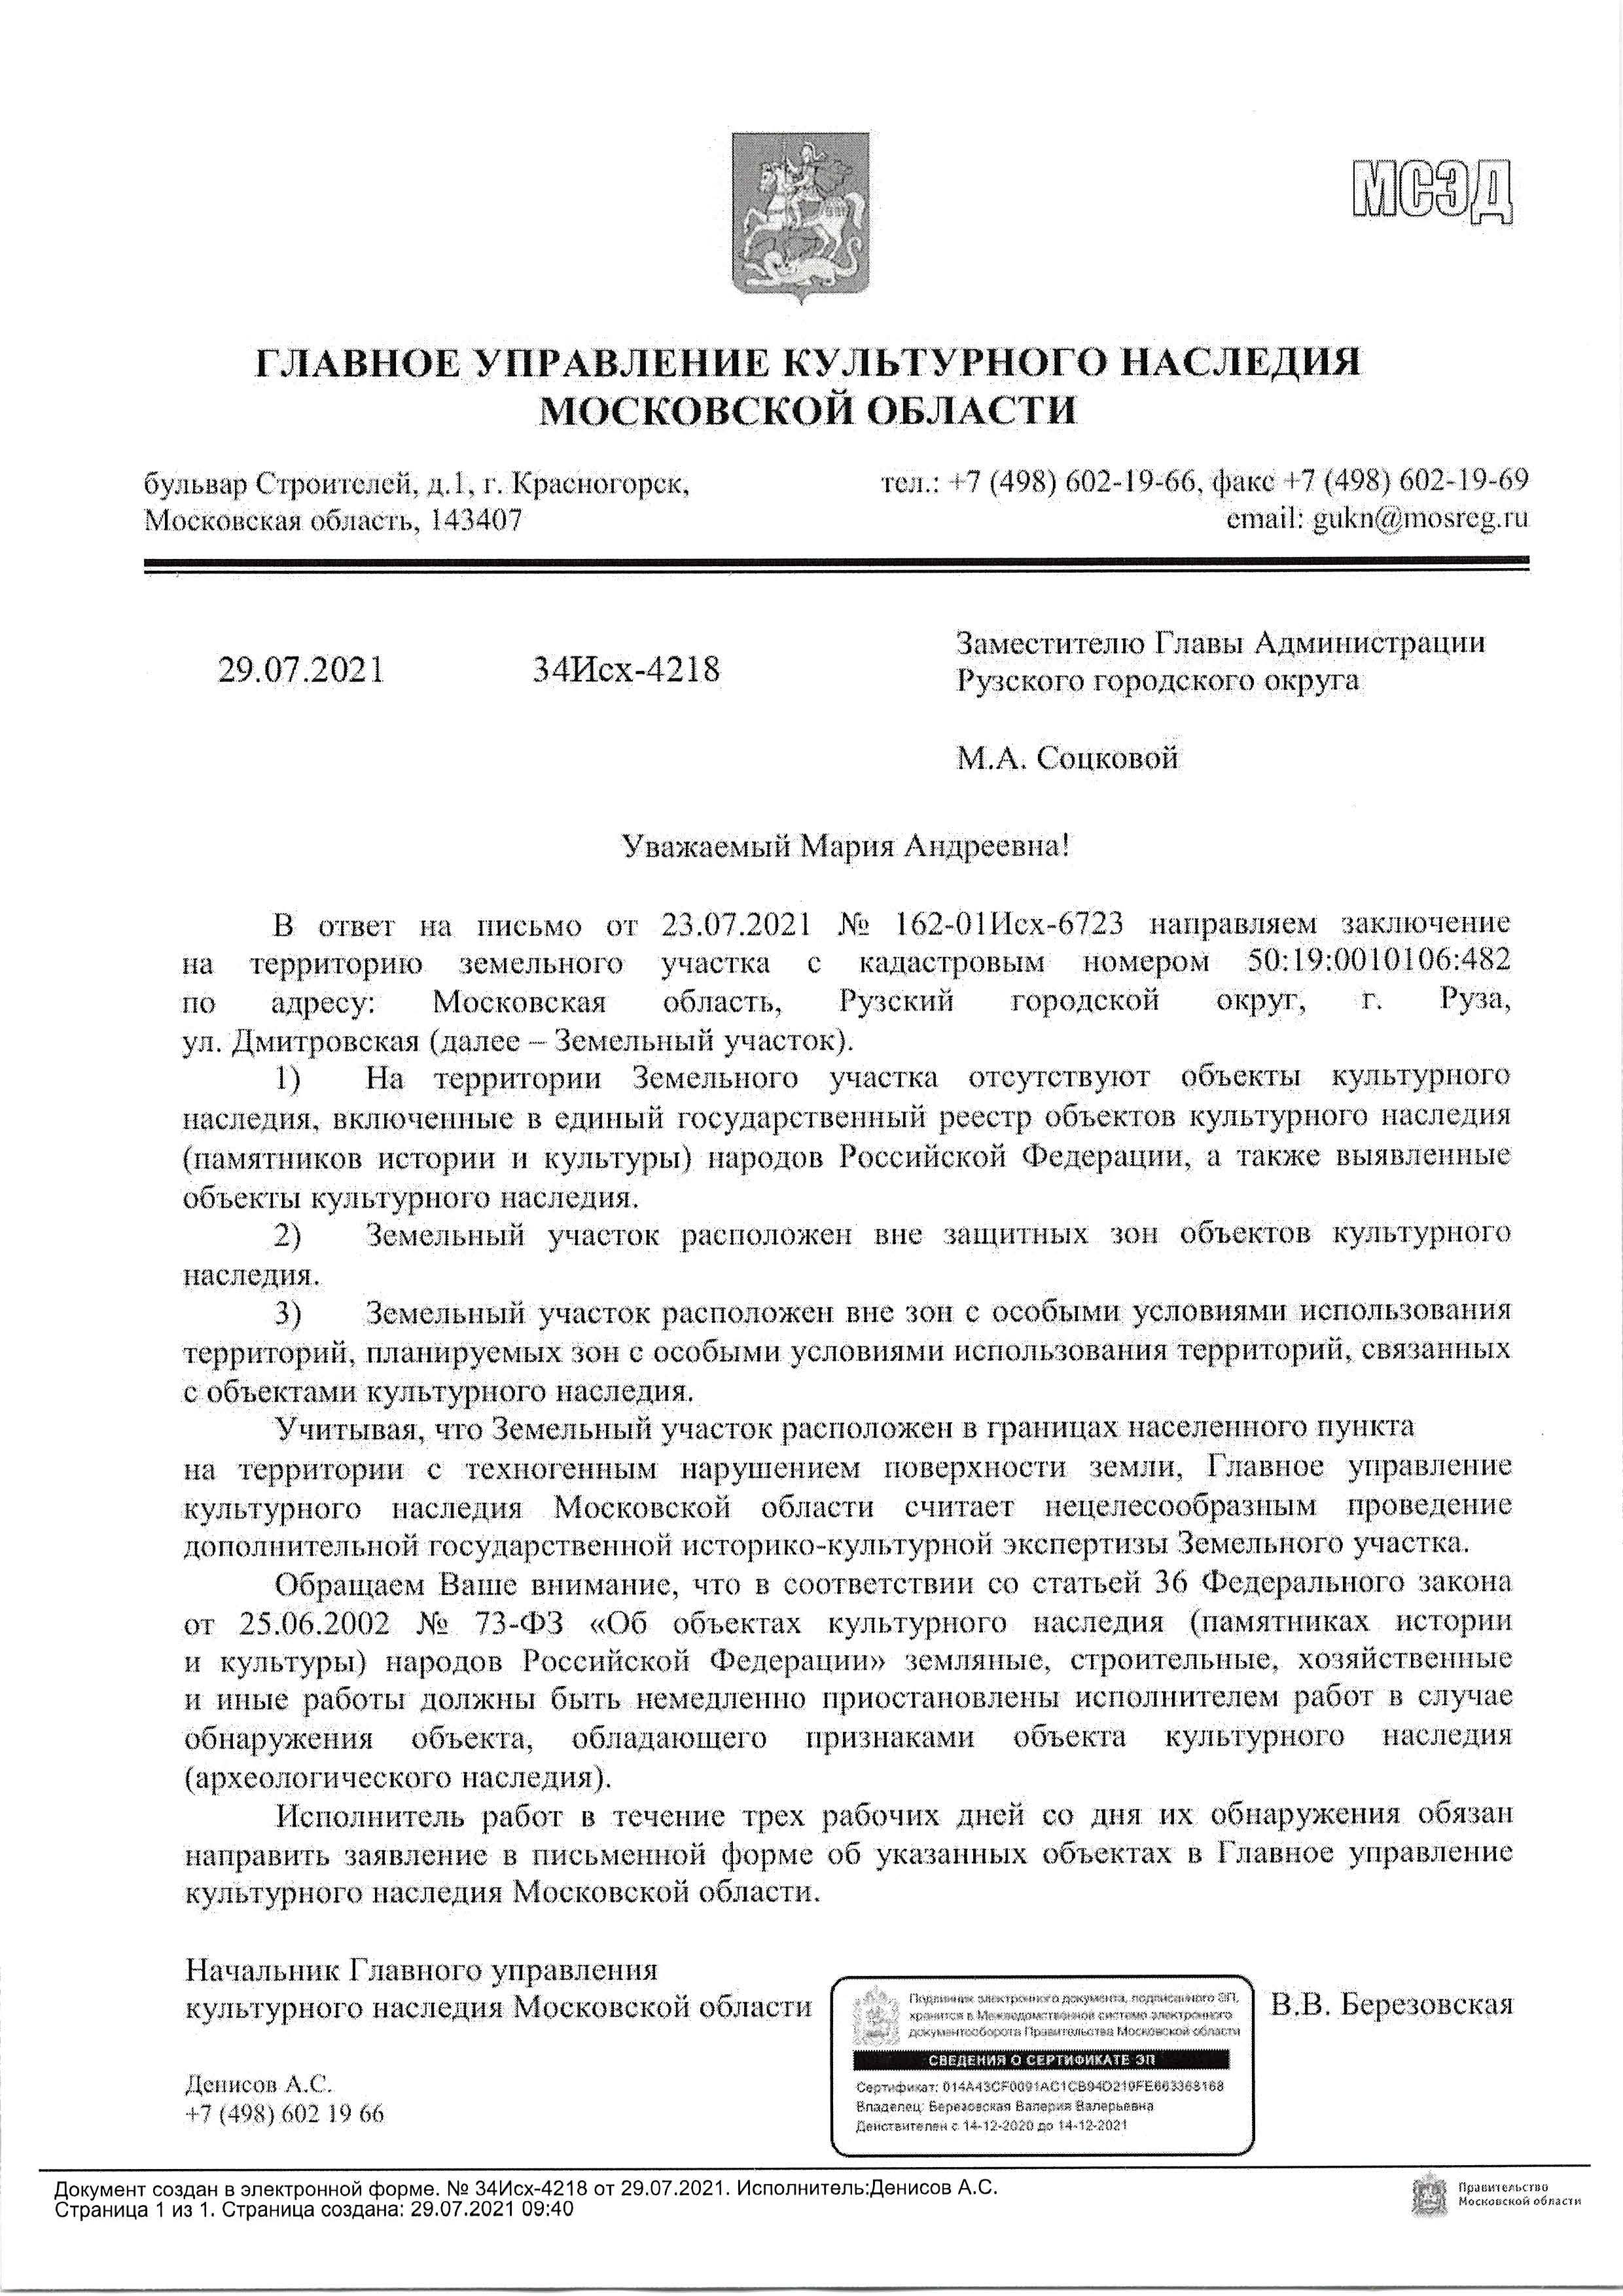 МСЭД
ГЛАВНОЕ УПРАВЛЕНИЕ КУЛЬТУРНОГО НАСЛЕДИЯ
МОСКОВСКОЙ ОБЛАСТИ
бульвар Строителей, д.1, г. Красногорск,
Московская область, 143407
тел.: +7 (498) 602-19-66, факс +7 (498) 602-19-69
email: gukn@mosreg.ru
29.07.2021
34Исх-4218
Заместителю Главы Администрации
Рузского городского округа
М.А. Соцковой
Уважаемый Мария Андреевна!
В ответ на письмо от 23.07.2021 № 162-01Исх-6723 направляем заключение
на территорию земельного участка с кадастровым номером 50:19:0010106:482
по адресу: Московская область, Рузский городской округ, г. Руза,
ул. Дмитровская (далее – Земельный участок).
1) На территории Земельного участка отсутствуют объекты культурного
наследия, включенные в единый государственный реестр объектов культурного наследия
(памятников истории и культуры) народов Российской Федерации, а также выявленные
объекты культурного наследия.
2) Земельный участок расположен вне защитных зон объектов культурного
наследия.
3) Земельный участок расположен вне зон с особыми условиями использования
территорий, планируемых зон с особыми условиями использования территорий, связанных
с объектами культурного наследия.
Учитывая, что Земельный участок расположен в границах населенного пункта
на территории с техногенным нарушением поверхности земли, Главное управление
культурного наследия Московской области считает нецелесообразным проведение
дополнительной государственной историко-культурной экспертизы Земельного участка.
Обращаем Ваше внимание, что в соответствии со статьей 36 Федерального закона
от 25.06.2002 № 73-ФЗ «Об объектах культурного наследия (памятниках истории
и культуры) народов Российской Федерации» земляные, строительные, хозяйственные
и иные работы должны быть немедленно приостановлены исполнителем работ в случае
обнаружения объекта, обладающего признаками объекта культурного наследия
(археологического наследия).
Исполнитель работ в течение трех рабочих дней со дня их обнаружения обязан
направить заявление в письменной форме об указанных объектах в Главное управление
культурного наследия Московской области.
Начальник Главного управления
культурного наследия Московской области
Подлинник электронного документа, подписанного ЭП,
хранится в Межведомственной системе электронного
документооборота Правительства Московской области
СВЕДЕНИЯ О СЕРТИФИКАТЕ ЭП
Сертификат: 014A43CF0091AC1CB94D219FE663368168
Владелец: Березовская Валерия Валерьевна
Действителен с 14-12-2020 до 14-12-2021
В.В. Березовская
Денисов А.С.
+7 (498) 602 19 66
Документ создан в электронной форме. № 34Исх-4218 от 29.07.2021. Исполнитель:Денисов А.С.
Страница 1 из 1. Страница создана: 29.07.2021 09:40
Правительство
Московской области